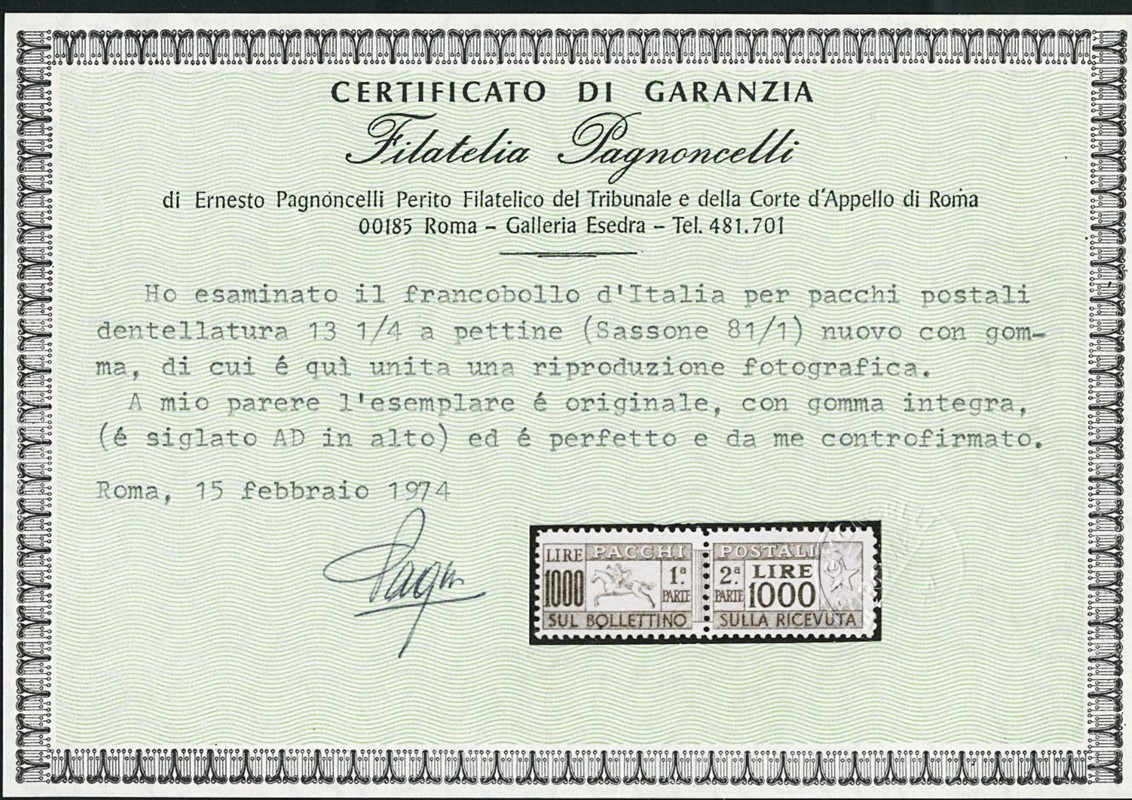 CERTIFICATO DI GARANZIA
Filatelia Pagnoncelli
di Ernesto Pagnoncelli Perito Filatelico del Tribunale e della Corte d'Appello di Roma
00185 Roma – Galleria Esedra – Tel. 481.701
Ho esaminato il francobollo d'Italia per pacchi postali
dentellatura 13 1/4 a pettine (Sassone 81/1) nuovo con gom-
ma, di cui é quì unita una riproduzione fotografica.
A mio parere l'esemplare é originale, con gomma integra,
(é siglato AD in alto) ed é perfetto e da me controfirmato.
Roma, 15 febbraio 1974
LIRE PACCHI 1ª POSTALI
1000 PARTE 2ª PARTE LIRE 1000
SUL BOLLETTINO SULLA RICEVUTA